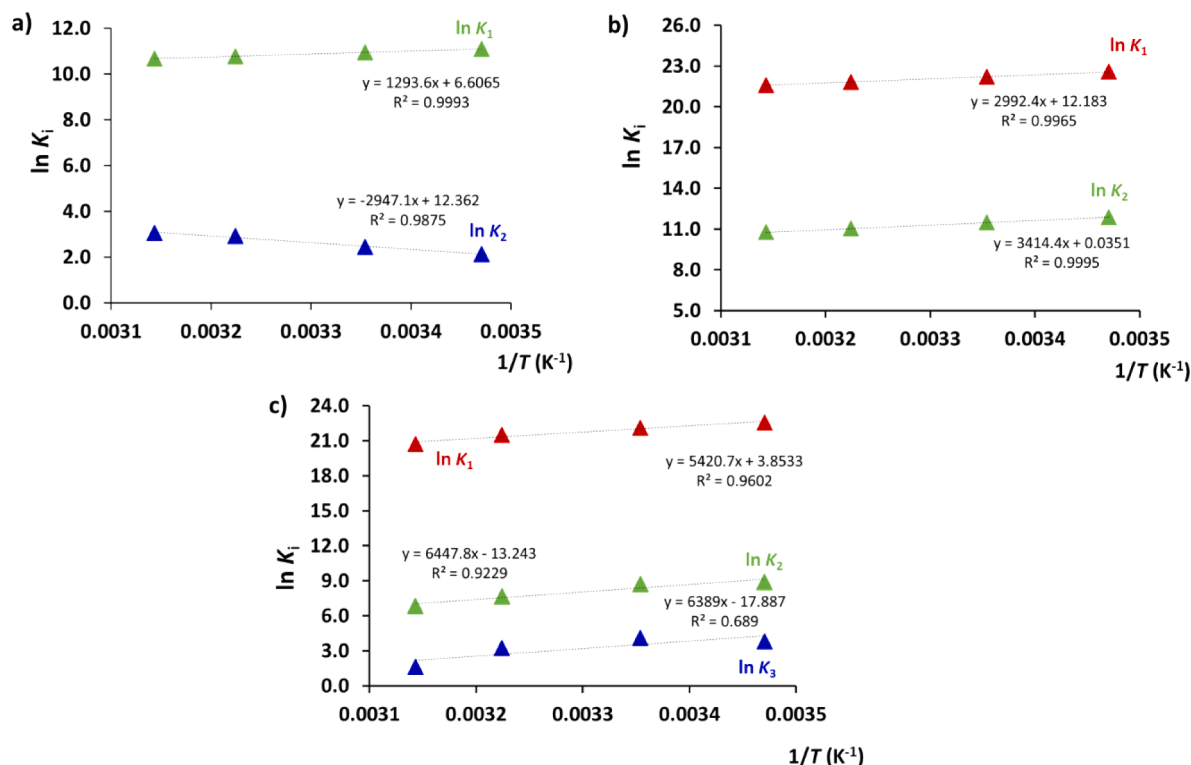 a)
12.0
10.0
8.0
6.0
4.0
2.0
0.0
ln Ki
ln K1
y = 1293.6x + 6.6065
R² = 0.9993
y = -2947.1x + 12.362
R² = 0.9875
ln K2
0.0031 0.0032 0.0033 0.0034 0.0035
1/T (K-1)
b)
26.0
23.0
20.0
17.0
14.0
11.0
8.0
5.0
ln Ki
ln K1
y = 2992.4x + 12.183
R² = 0.9965
ln K2
y = 3414.4x + 0.0351
R² = 0.9995
0.0031 0.0032 0.0033 0.0034 0.0035
1/T (K-1)
c)
24.0
21.0
18.0
15.0
12.0
9.0
6.0
3.0
0.0
ln Ki
ln K1
y = 5420.7x + 3.8533
R² = 0.9602
y = 6447.8x - 13.243
R² = 0.9229
ln K2
y = 6389x - 17.887
R² = 0.689
ln K3
0.0031 0.0032 0.0033 0.0034 0.0035
1/T (K-1)